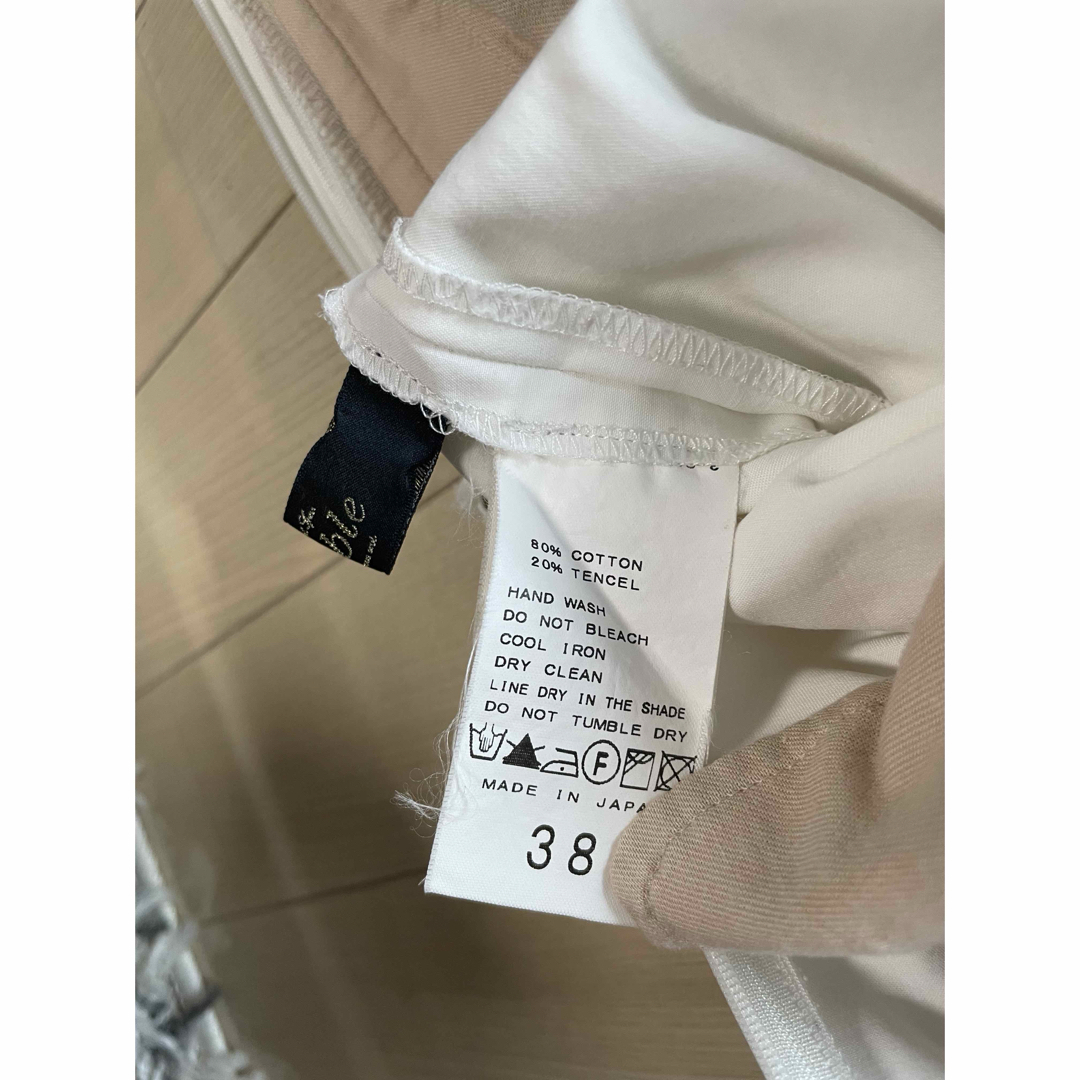 80% COTTON
20% TENCEL
HAND WASH
DO NOT BLEACH
COOL IRON
DRY CLEAN
LINE DRY IN THE SHADE
DO NOT TUMBLE DRY
F
MADE IN JAPA
38